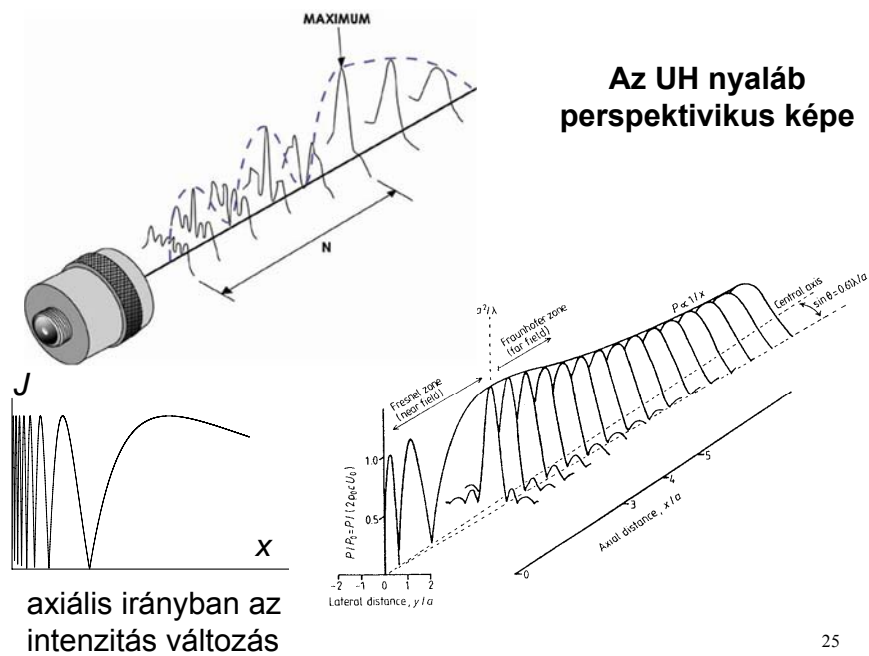 MAXIMUM
N
Az UH nyaláb
perspektivikus képe
J
x
axiális irányban az
intenzitás változás
a²/λ
Fresnel zone
(near field)
Fraunhofer zone
(far field)
P ∝ 1/x
Central axis
sin θ = 0.61λ/a
1.0
0.5
P/P₀ = P/(2ρ₀cU₀)
-2 -1 0 1 2
Lateral distance, y/a
0
3
4
5
Axial distance, x/a
25